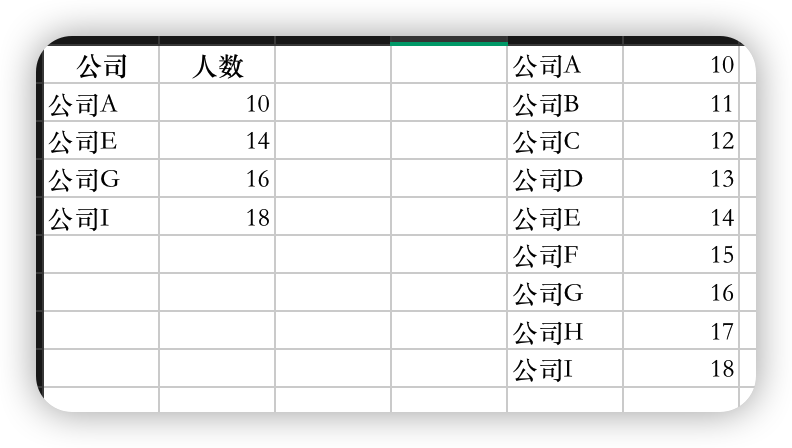 公司 人数 公司A 10
公司A 10 公司B 11
公司E 14 公司C 12
公司G 16 公司D 13
公司I 18 公司E 14
公司F 15
公司G 16
公司H 17
公司I 18